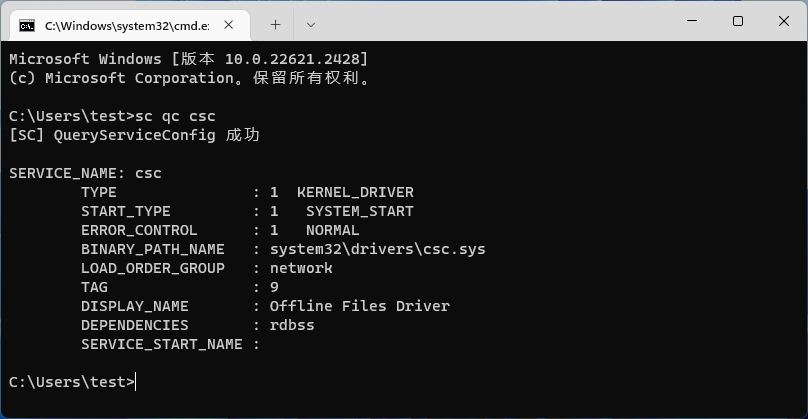 C:\Windows\system32\cmd.e
Microsoft Windows [版本 10.0.22621.2428]
(c) Microsoft Corporation。保留所有权利。
C:\Users\test>sc qc csc
[SC] QueryServiceConfig 成功
SERVICE_NAME: csc
        TYPE               : 1  KERNEL_DRIVER
        START_TYPE         : 1   SYSTEM_START
        ERROR_CONTROL      : 1   NORMAL
        BINARY_PATH_NAME   : system32\drivers\csc.sys
        LOAD_ORDER_GROUP   : network
        TAG                : 9
        DISPLAY_NAME       : Offline Files Driver
        DEPENDENCIES       : rdbss
        SERVICE_START_NAME :
C:\Users\test>